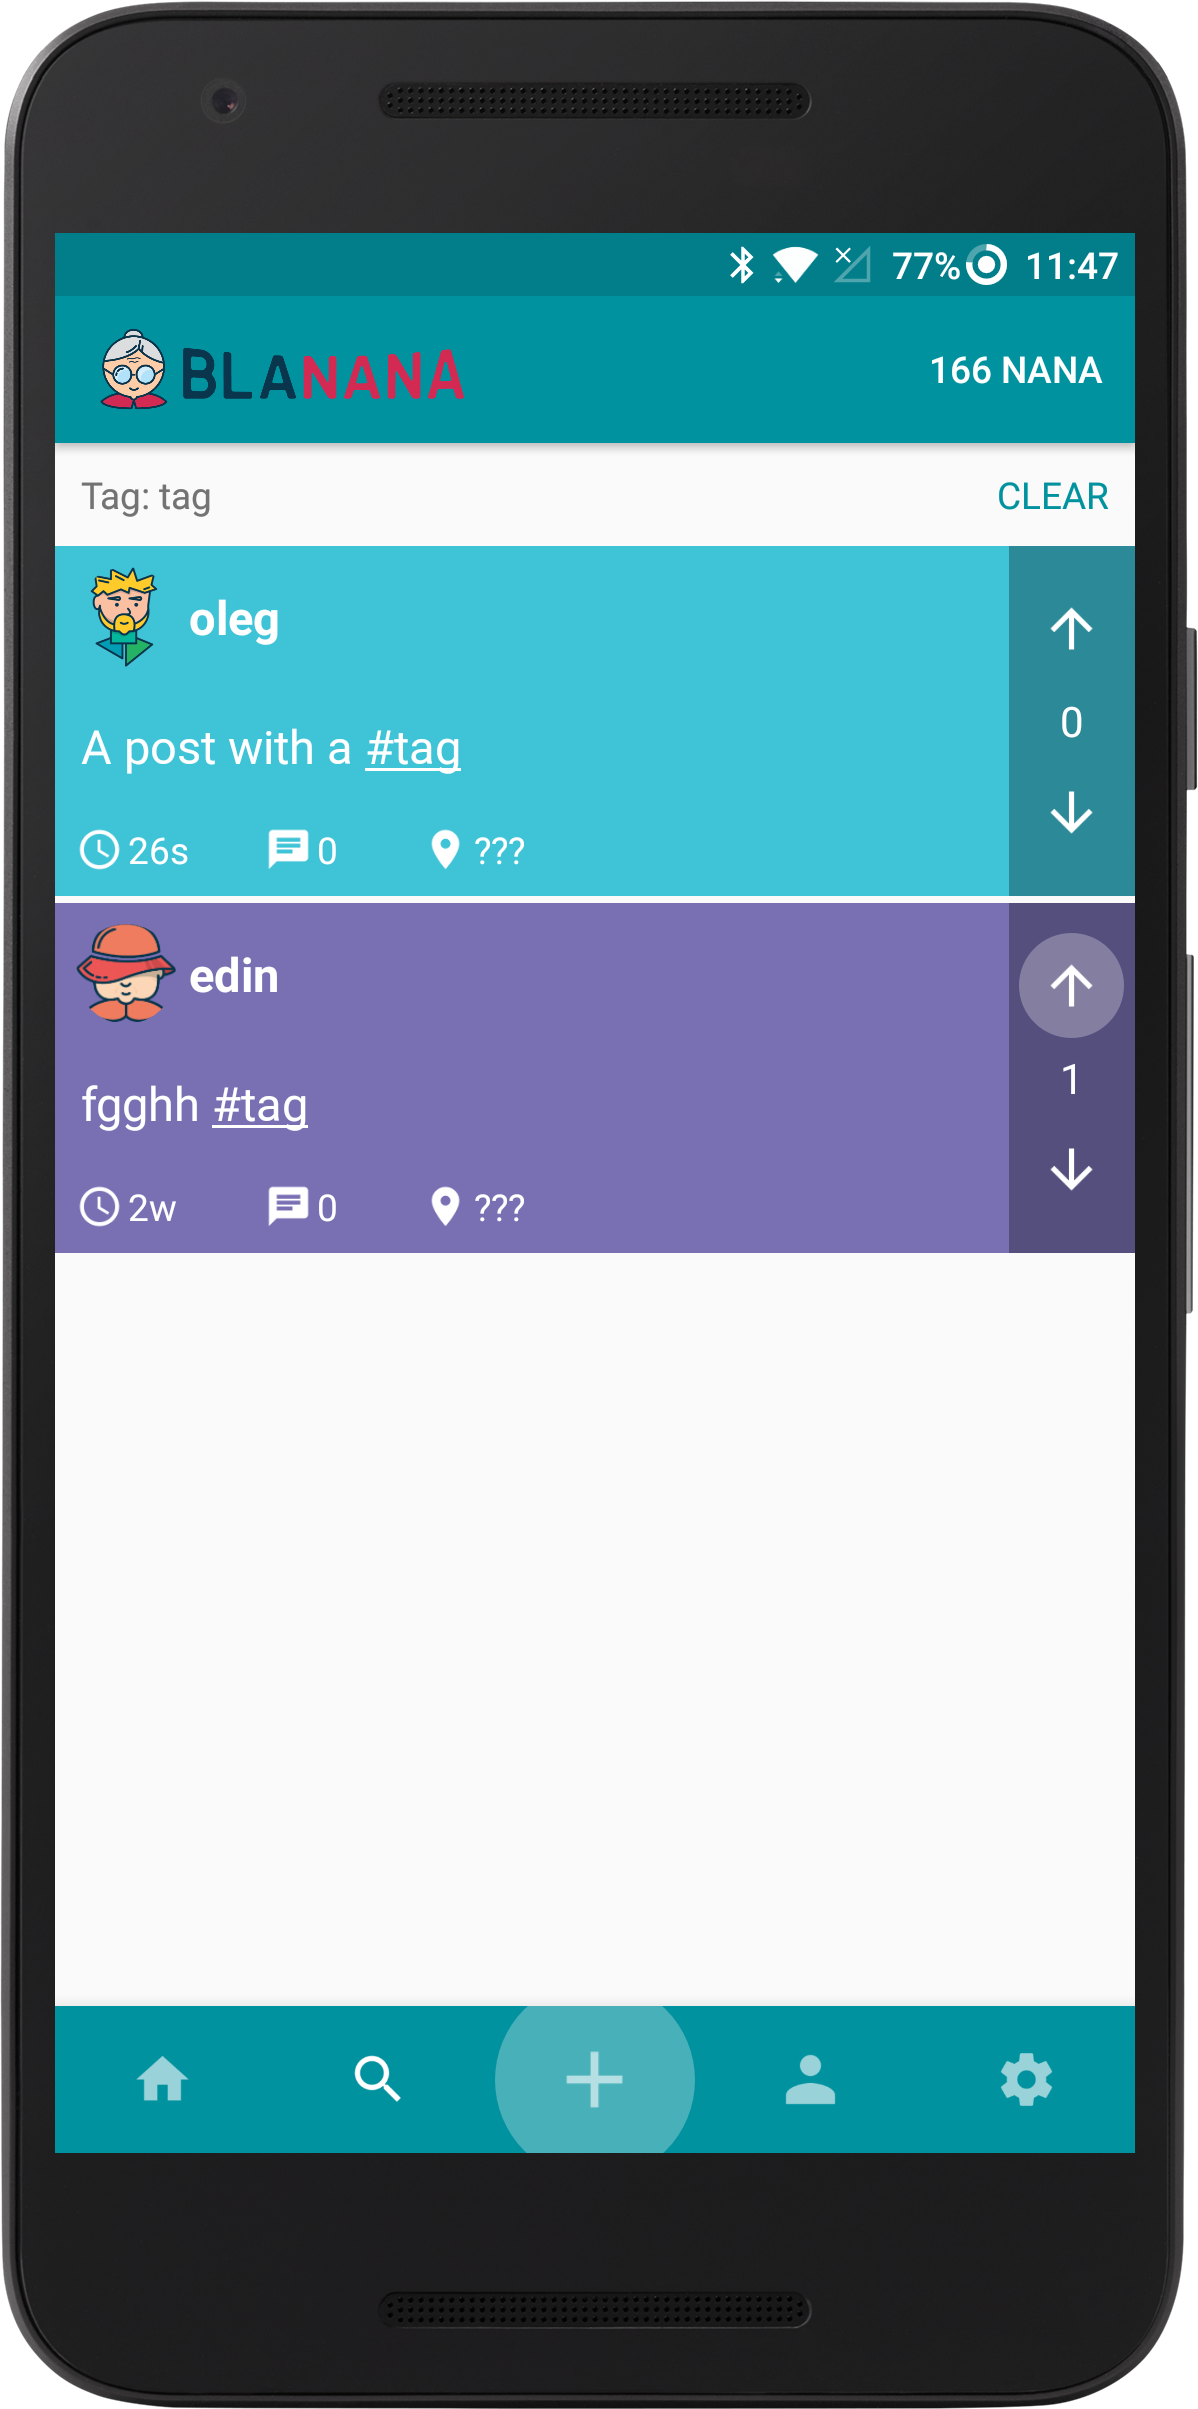 77% 11:47
BLANANA 166 NANA
Tag: tag CLEAR
oleg
0
A post with a #tag
26s 0 ???
edin
1
fgghh #tag
2w 0 ???